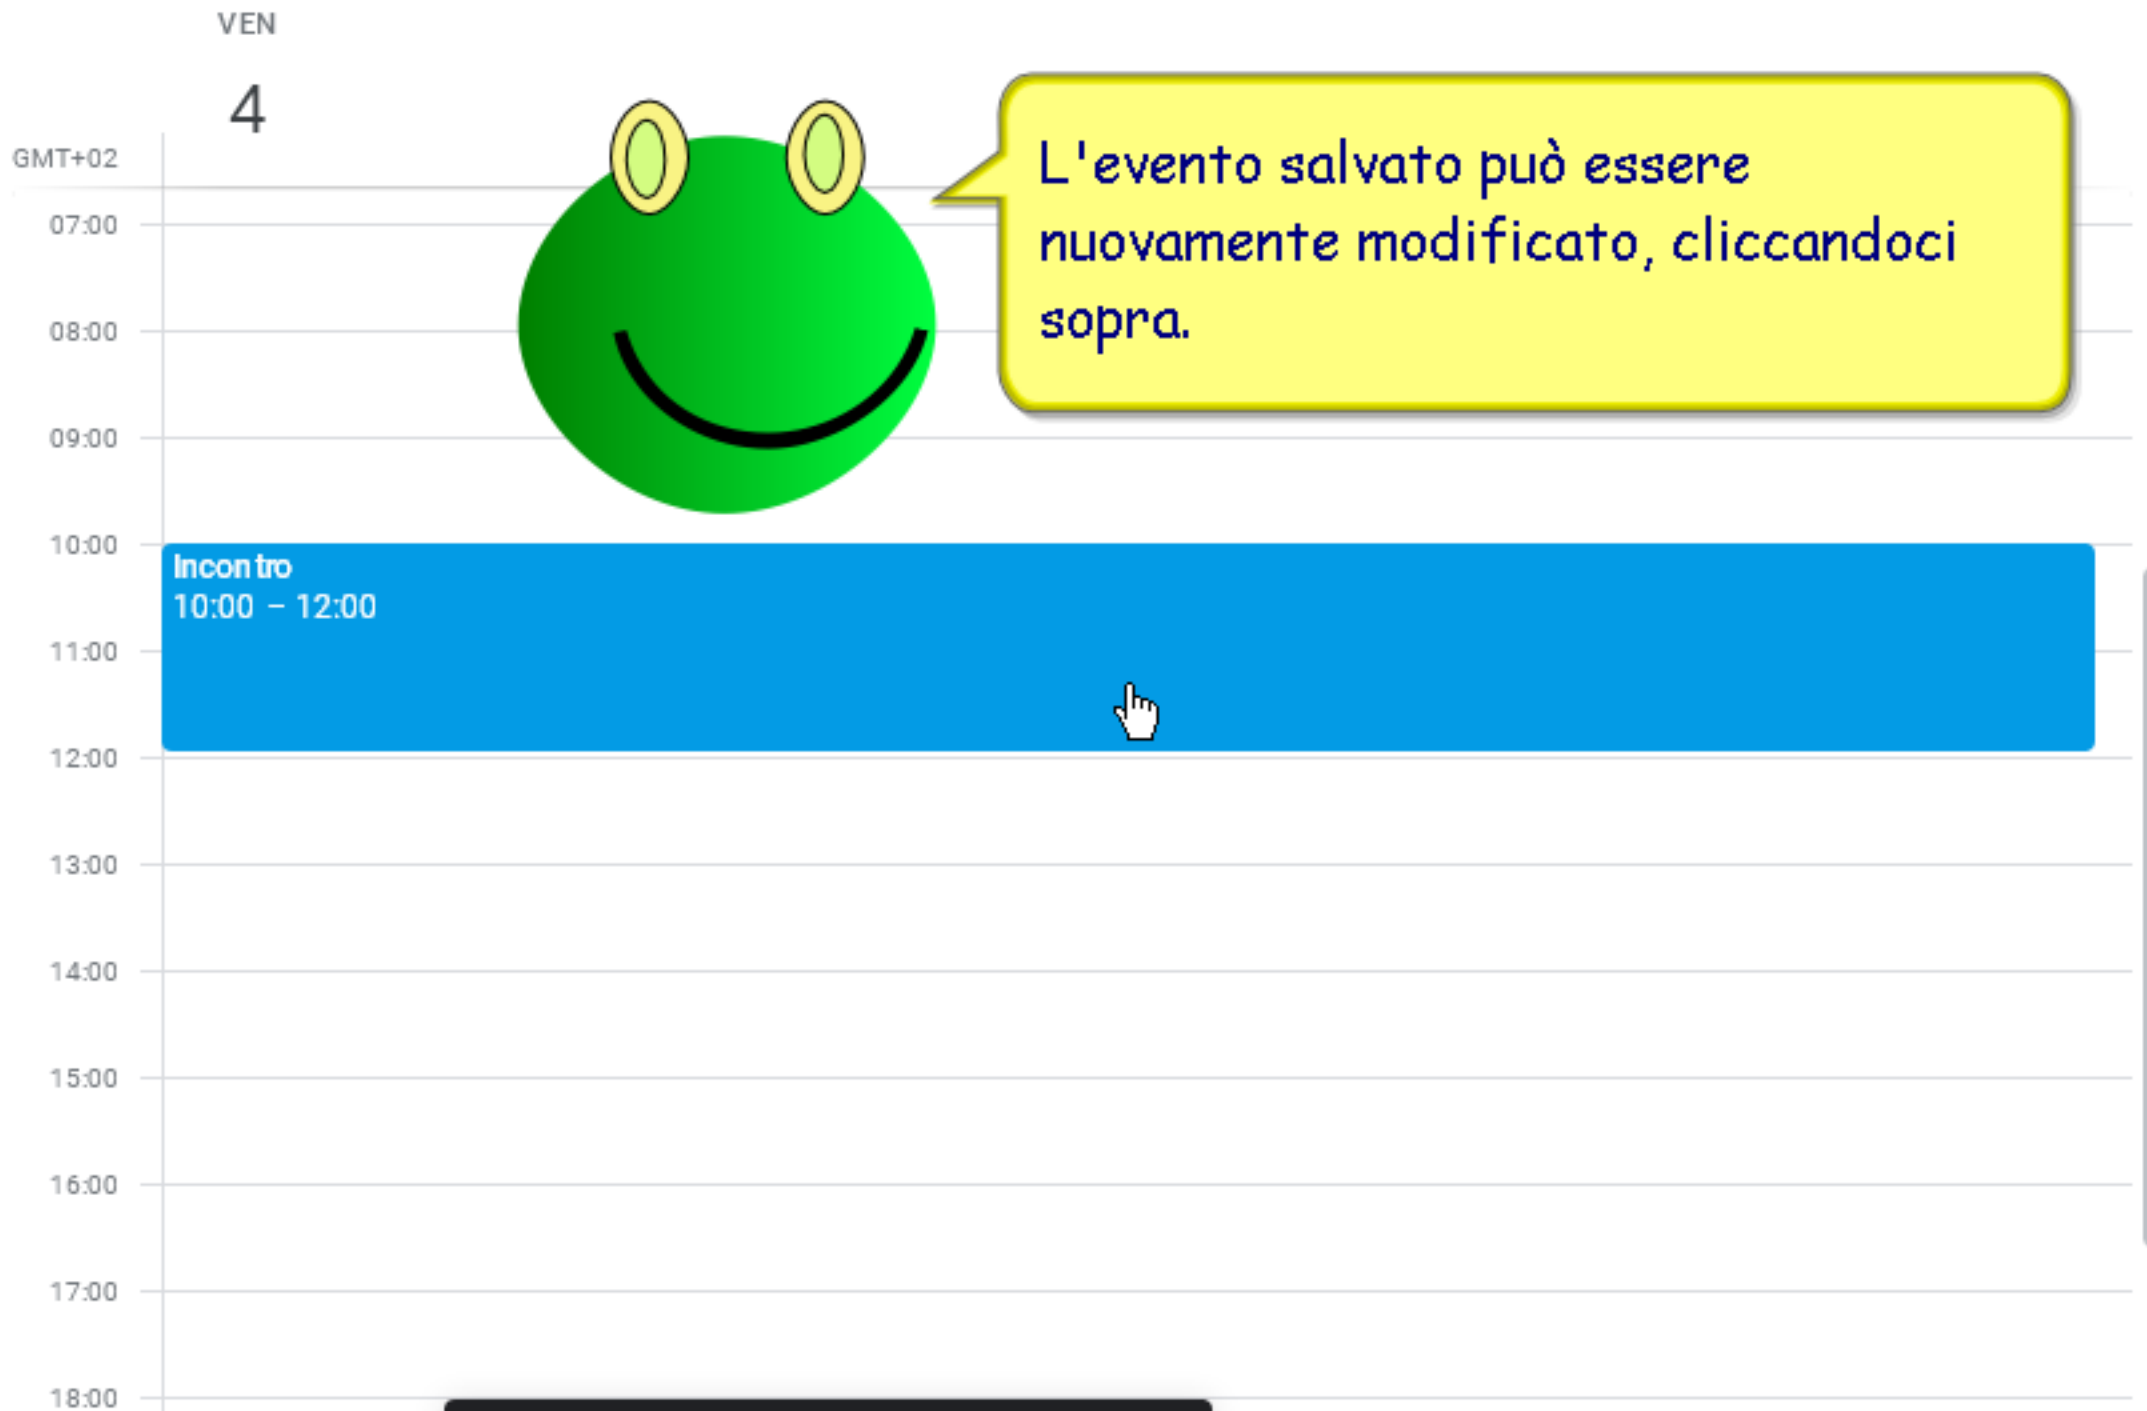 VEN
4
GMT+02
L'evento salvato può essere
nuovamente modificato, cliccandoci
sopra.
07:00
08:00
09:00
10:00
Incontro
10:00 – 12:00
11:00
12:00
13:00
14:00
15:00
16:00
17:00
18:00